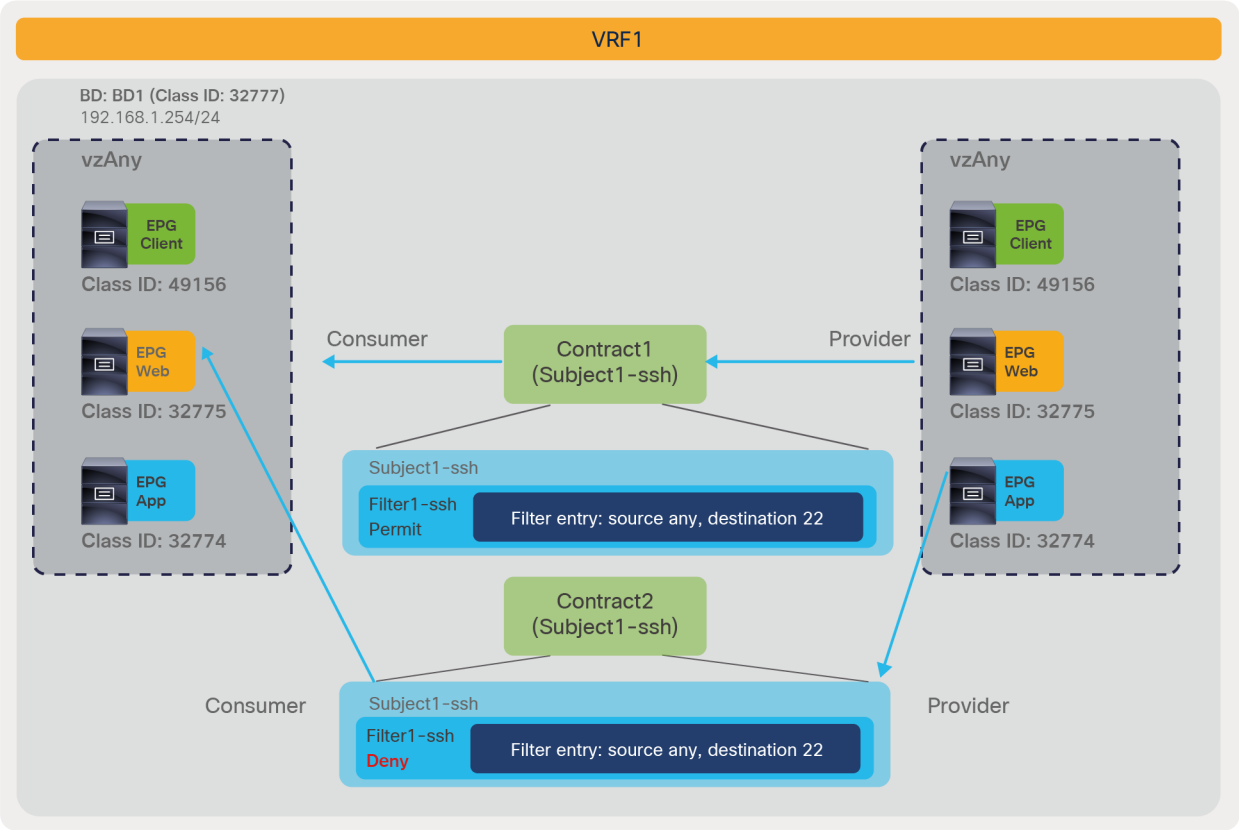 VRF1
BD: BD1 (Class ID: 32777)
192.168.1.254/24
vzAny
EPG
Client
Class ID: 49156
EPG
Web
Class ID: 32775
EPG
App
Class ID: 32774
vzAny
EPG
Client
Class ID: 49156
EPG
Web
Class ID: 32775
EPG
App
Class ID: 32774
Consumer
Contract1
(Subject1-ssh)
Provider
Subject1-ssh
Filter1-ssh
Permit
Filter entry: source any, destination 22
Contract2
(Subject1-ssh)
Consumer
Provider
Subject1-ssh
Filter1-ssh
Deny
Filter entry: source any, destination 22